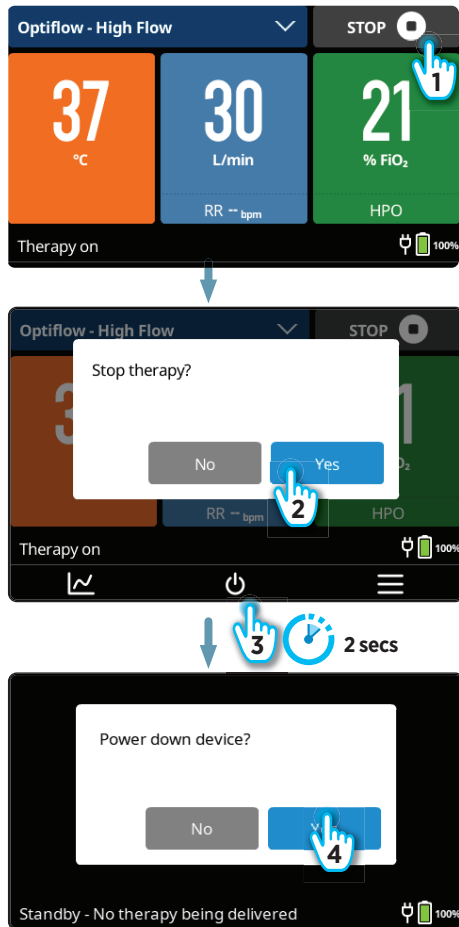 Optiflow - High Flow
STOP
1
37
°C
30
L/min
RR -- bpm
21
% FiO₂
HPO
Therapy on
100%
Optiflow - High Flow
STOP
Stop therapy?
No
Yes
2
RR -- bpm
HPO
Therapy on
100%
3
2 secs
Power down device?
No
4
Standby - No therapy being delivered
100%